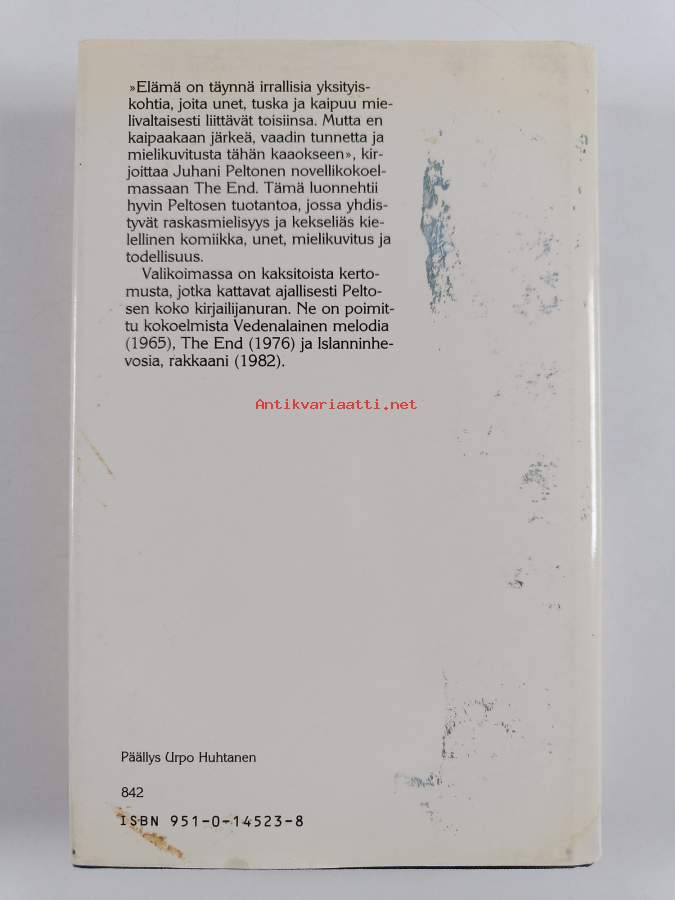 »Elämä on täynnä irrallisia yksityis-
kohtia, joita unet, tuska ja kaipuu mie-
livaltaisesti liittävät toisiinsa. Mutta en
kaipaakaan järkeä, vaadin tunnetta ja
mielikuvitusta tähän kaaokseen», kir-
joittaa Juhani Peltonen novellikokoel-
massaan The End. Tämä luonnehtii
hyvin Peltosen tuotantoa, jossa yhdis-
tyvät raskasmielisyys ja kekseliäs kie-
lellinen komiikka, unet, mielikuvitus ja
todellisuus.
Valikoimassa on kaksitoista kerto-
musta, jotka kattavat ajallisesti Pelto-
sen koko kirjailijanuran. Ne on poimit-
tu kokoelmista Vedenalainen melodia
(1965), The End (1976) ja Islanninhe-
vosia, rakkaani (1982).
Antikvariaatti.net
Päällys Urpo Huhtanen
842
ISBN 951-0-14523-8